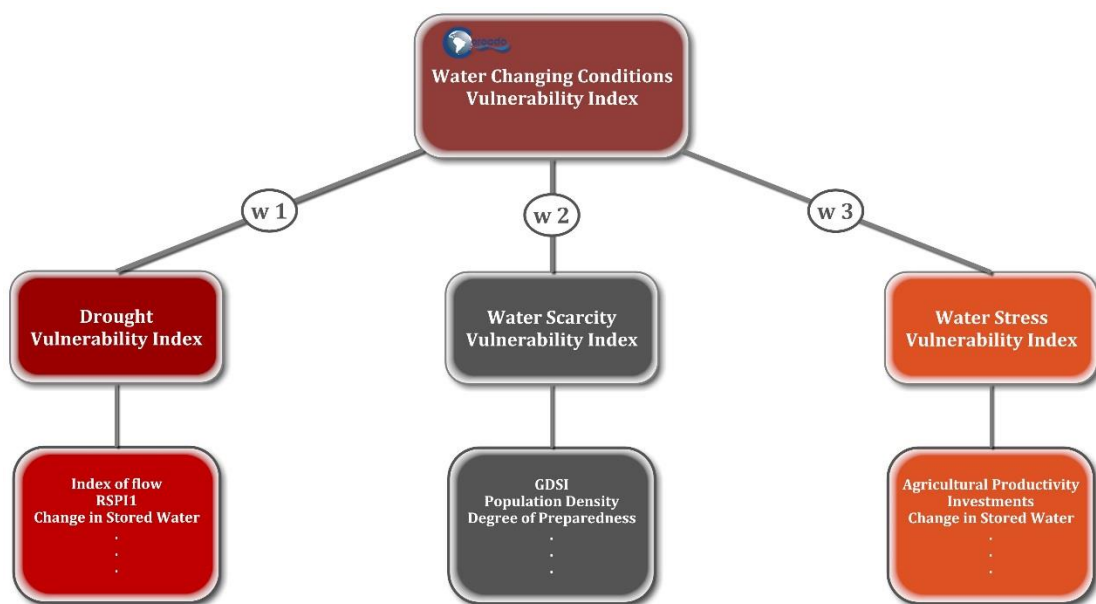 Water Changing Conditions
Vulnerability Index
w 1
w 2
w 3
Drought
Vulnerability Index
Water Scarcity
Vulnerability Index
Water Stress
Vulnerability Index
Index of flow
RSPI1
Change in Stored Water
.
.
.
GDSI
Population Density
Degree of Preparedness
.
.
.
Agricultural Productivity
Investments
Change in Stored Water
.
.
.